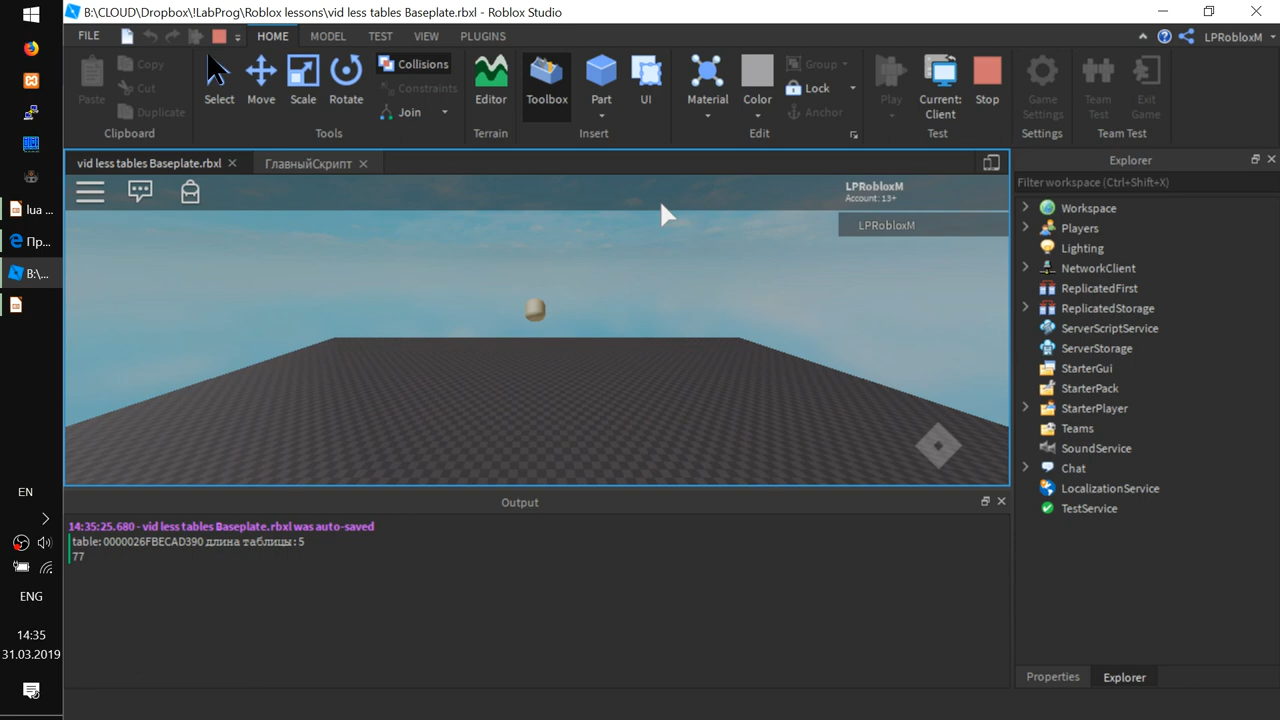 B:\CLOUD\Dropbox\!LabProg\Roblox lessons\vid less tables Baseplate.rbxl - Roblox Studio
FILE HOME MODEL TEST VIEW PLUGINS LPRobloxM
Paste Copy Cut Duplicate Select Move Scale Rotate Collisions Constraints Join Editor Toolbox Part UI Material Color Group Lock Anchor Play Current: Client Stop Game Settings Team Test Exit Game
Clipboard Tools Terrain Insert Edit Test Settings Team Test
vid less tables Baseplate.rbxl ГлавныйСкрипт
LPRobloxM
Account: 13+
LPRobloxM
Output
14:35:25.680 - vid less tables Baseplate.rbxl was auto-saved
table: 0000026FBECAD390 длина таблицы: 5
77
Explorer
Filter workspace (Ctrl+Shift+X)
Workspace
Players
Lighting
NetworkClient
ReplicatedFirst
ReplicatedStorage
ServerScriptService
ServerStorage
StarterGui
StarterPack
StarterPlayer
Teams
SoundService
Chat
LocalizationService
TestService
Properties Explorer
lua ...
Пр...
B:\...
EN
ENG
14:35
31.03.2019